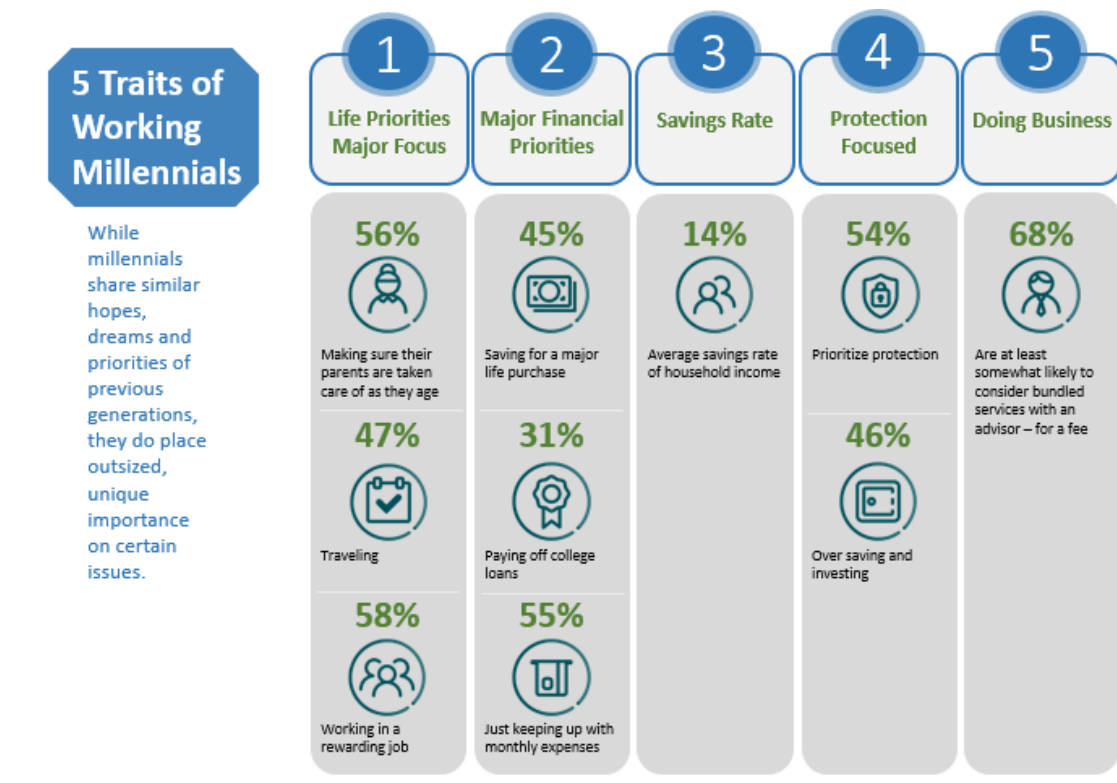 5 Traits of
Working
Millennials
While
millennials
share similar
hopes,
dreams and
priorities of
previous
generations,
they do place
outsized,
unique
importance
on certain
issues.
1
Life Priorities
Major Focus
56%
Making sure their
parents are taken
care of as they age
47%
Traveling
58%
Working in a
rewarding job
2
Major Financial
Priorities
45%
Saving for a major
life purchase
31%
Paying off college
loans
55%
Just keeping up with
monthly expenses
3
Savings Rate
14%
Average savings rate
of household income
4
Protection
Focused
54%
Prioritize protection
46%
Over saving and
investing
5
Doing Business
68%
Are at least
somewhat likely to
consider bundled
services with an
advisor – for a fee